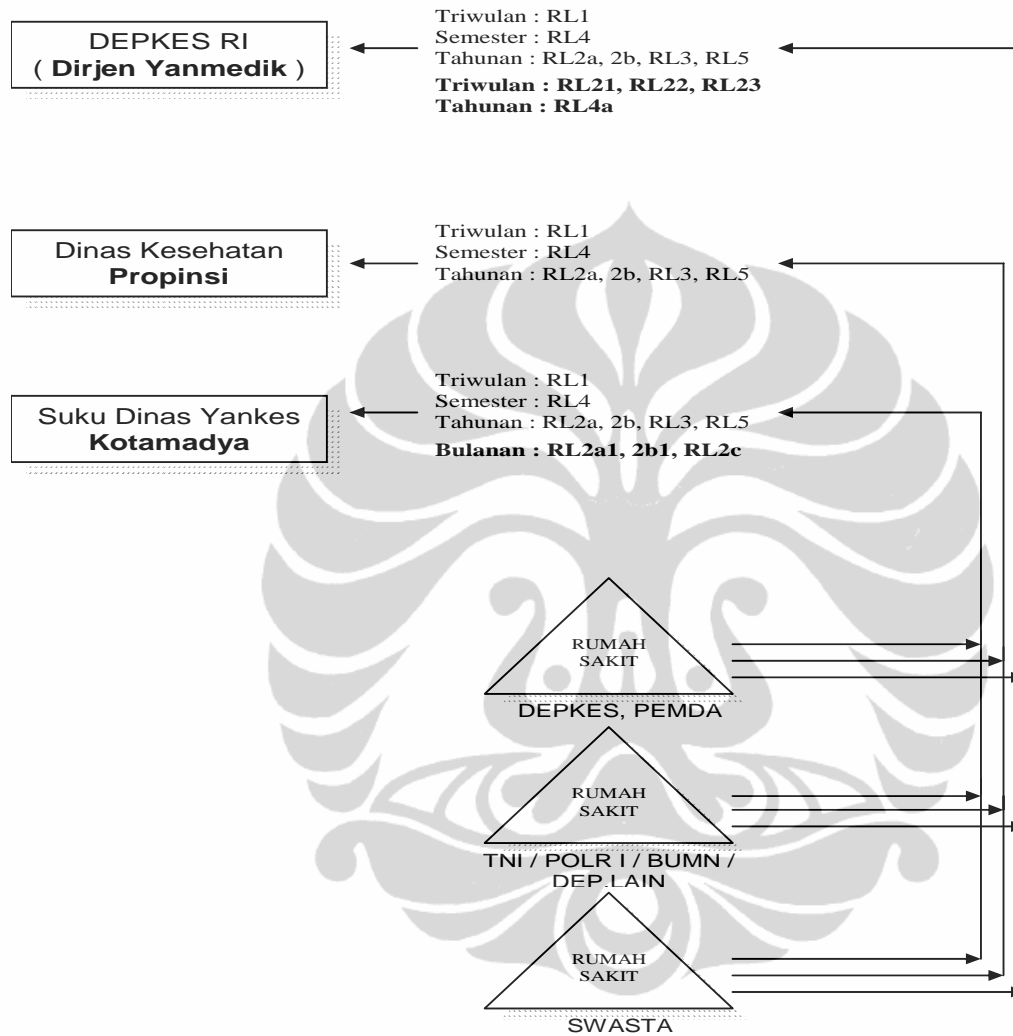 DEPKES RI
( Dirjen Yanmedik )
Triwulan : RL1
Semester : RL4
Tahunan : RL2a, 2b, RL3, RL5
Triwulan : RL21, RL22, RL23
Tahunan : RL4a
Dinas Kesehatan
Propinsi
Triwulan : RL1
Semester : RL4
Tahunan : RL2a, 2b, RL3, RL5
Suku Dinas Yankes
Kotamadya
Triwulan : RL1
Semester : RL4
Tahunan : RL2a, 2b, RL3, RL5
Bulanan : RL2a1, 2b1, RL2c
RUMAH
SAKIT
DEPKES, PEMDA
RUMAH
SAKIT
TNI / POLR I / BUMN /
DEP.LAIN
RUMAH
SAKIT
SWASTA